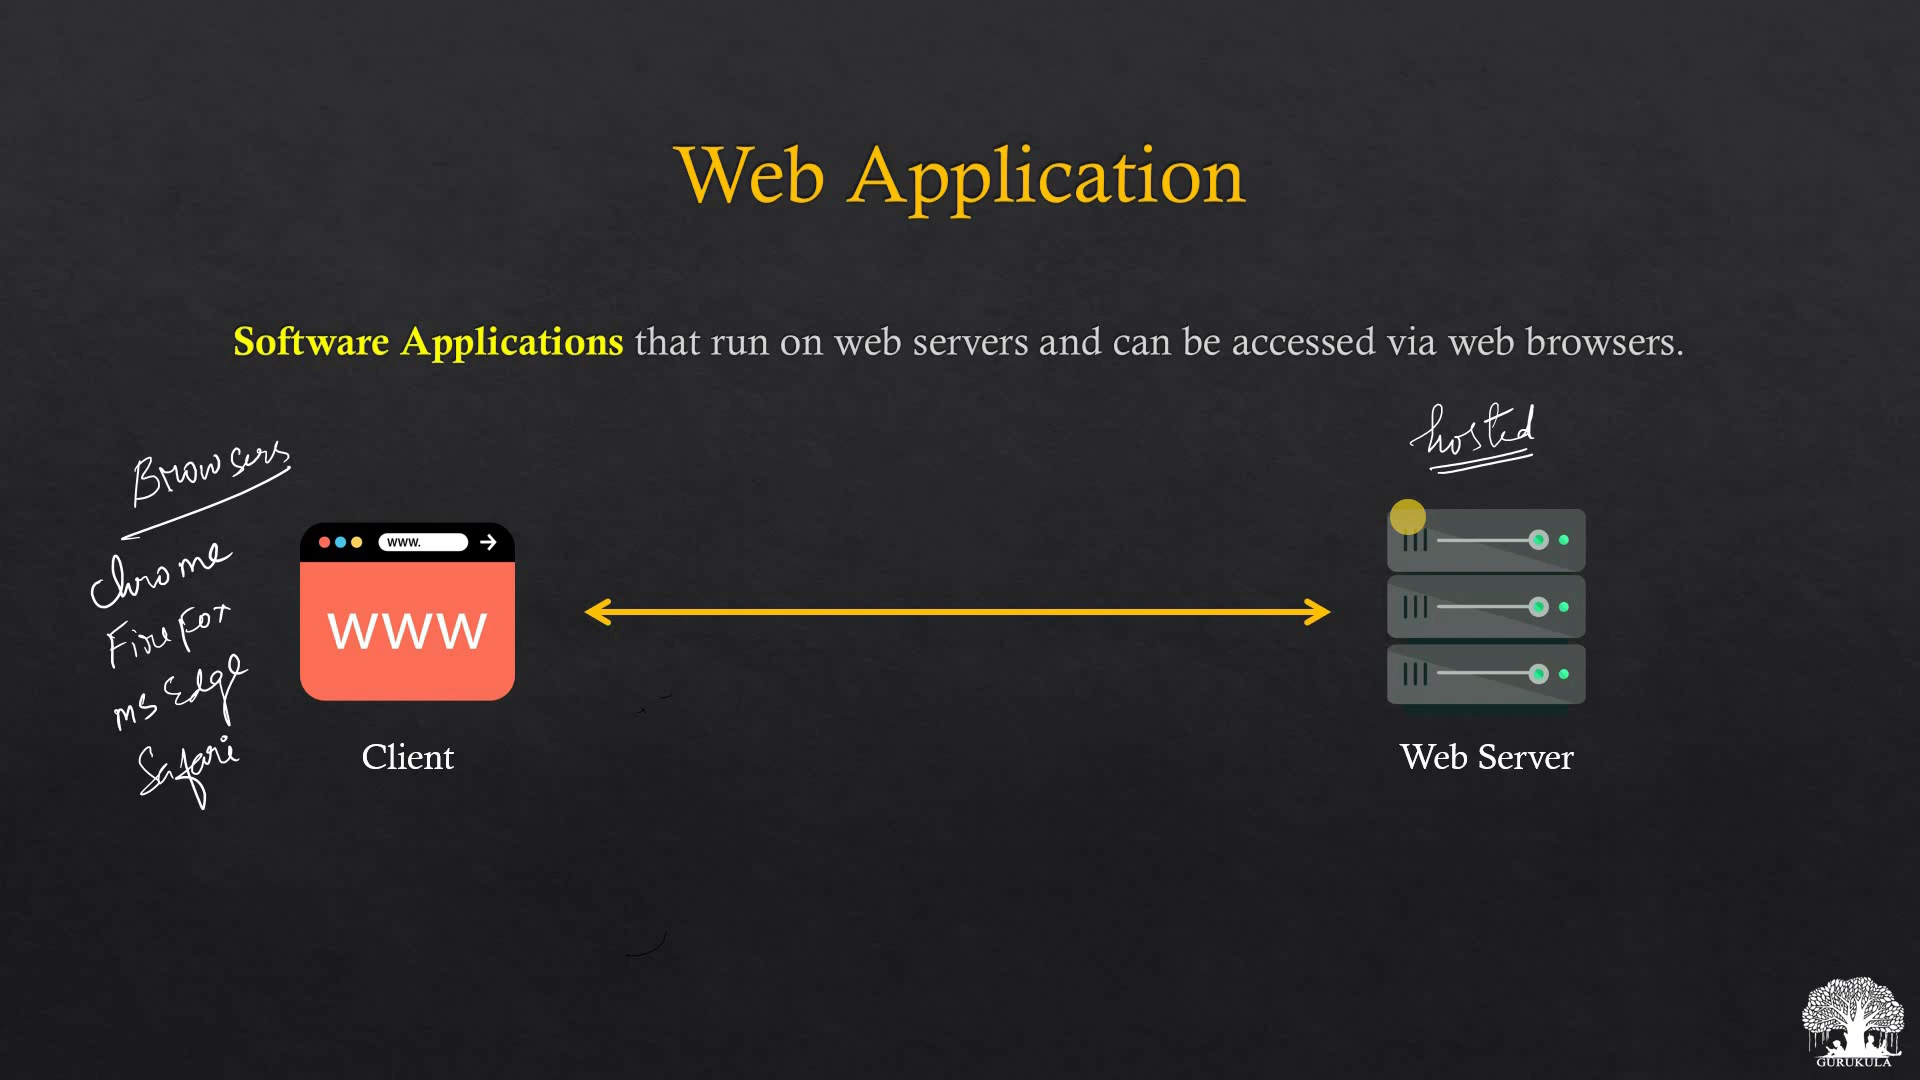 Web Application
Software Applications that run on web servers and can be accessed via web browsers.
hosted
Browsers
Chrome
Firefox
ms Edge
Safari
www.
WWW
Client
Web Server
GURUKULA